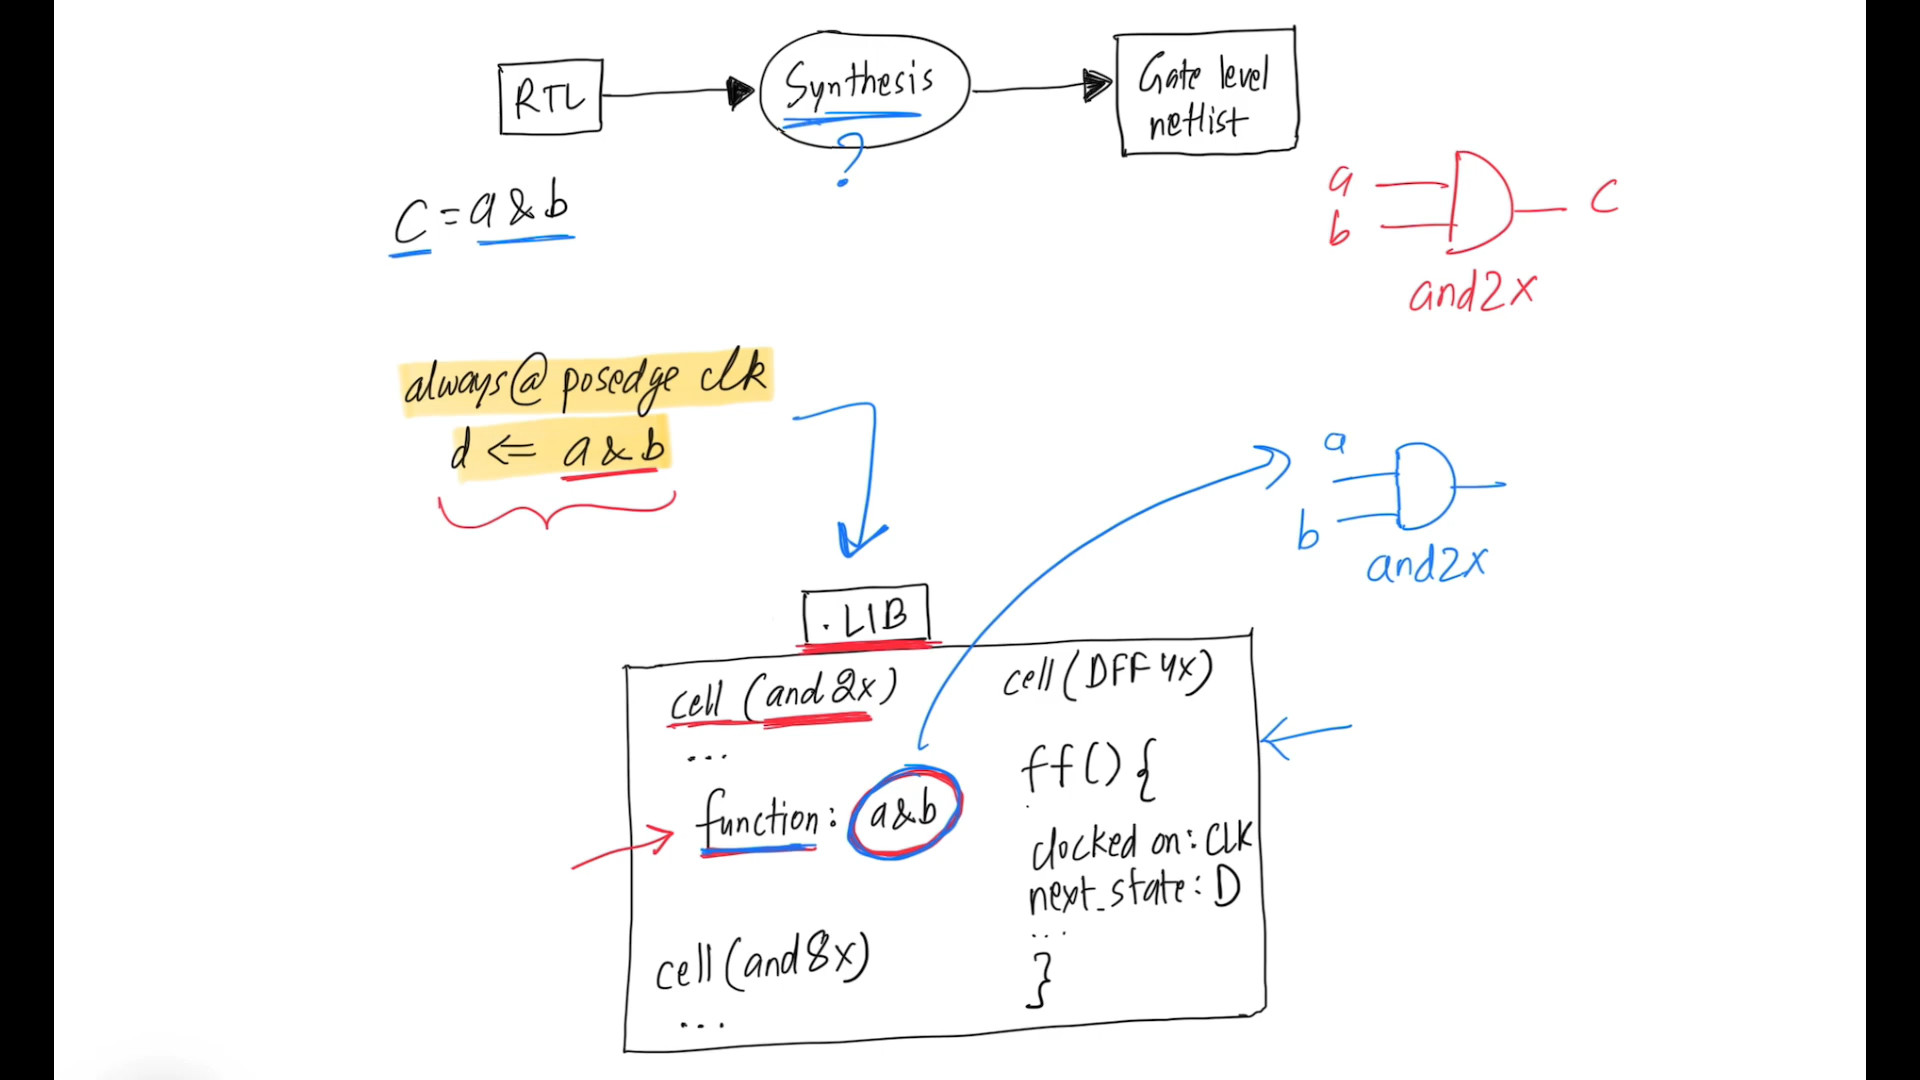 RTL
Synthesis
?
Gate level
netlist
C = a & b
a
b
C
and2x
always@ posedge clk
d <= a & b
a
b
and2x
.LIB
cell (and2x)
...
function: a&b
cell (and8x)
...
cell (DFF4x)
ff() {
clocked on: CLK
next_state: D
...
}